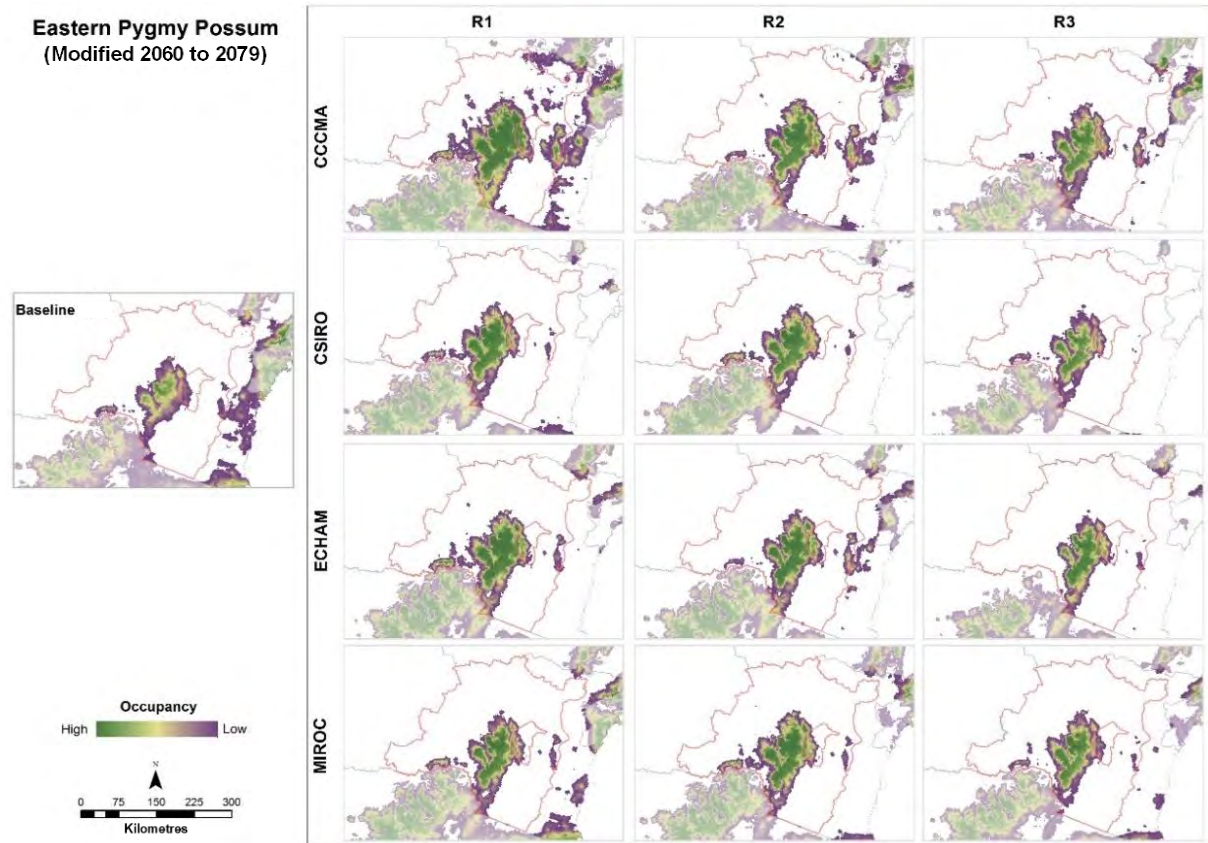 Eastern Pygmy Possum
(Modified 2060 to 2079)
R1 R2 R3
CCCMA
CSIRO
ECHAM
MIROC
Baseline
Occupancy
High Low
N
0 75 150 225 300
Kilometres